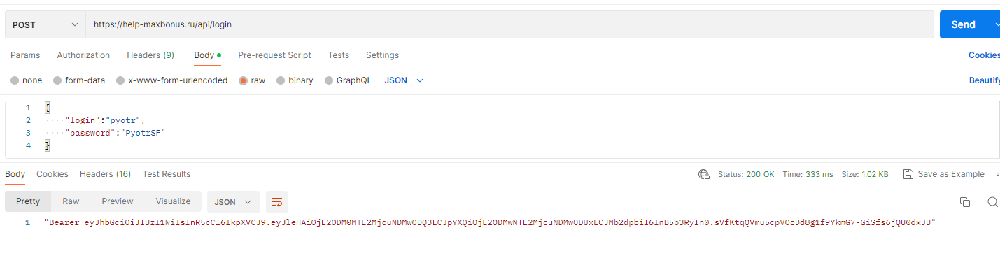 POST https://help-maxbonus.ru/api/login Send
Params Authorization Headers (9) Body Pre-request Script Tests Settings Cookies
none form-data x-www-form-urlencoded raw binary GraphQL JSON Beautify
1 {
2 "login":"pyotr",
3 "password":"PyotrSF"
4 }
Body Cookies Headers (16) Test Results Status: 200 OK Time: 333 ms Size: 1.02 KB Save as Example
Pretty Raw Preview Visualize JSON
1 "Bearer eyJhbGciOiJIUzI1NiIsInR5cCI6IkpXVCJ9.eyJleHAiOjE2ODM0MTE2MjcuNDMwODQ3LCJpYXQiOjE2ODMwNTE2MjcuNDMwODUxLCJMb2dpbiI6InB5b3RyIn0.sVfKtqQVmu5cpVOcDd8g1f9YkmG7-GiSfs6jQU0dxJU"